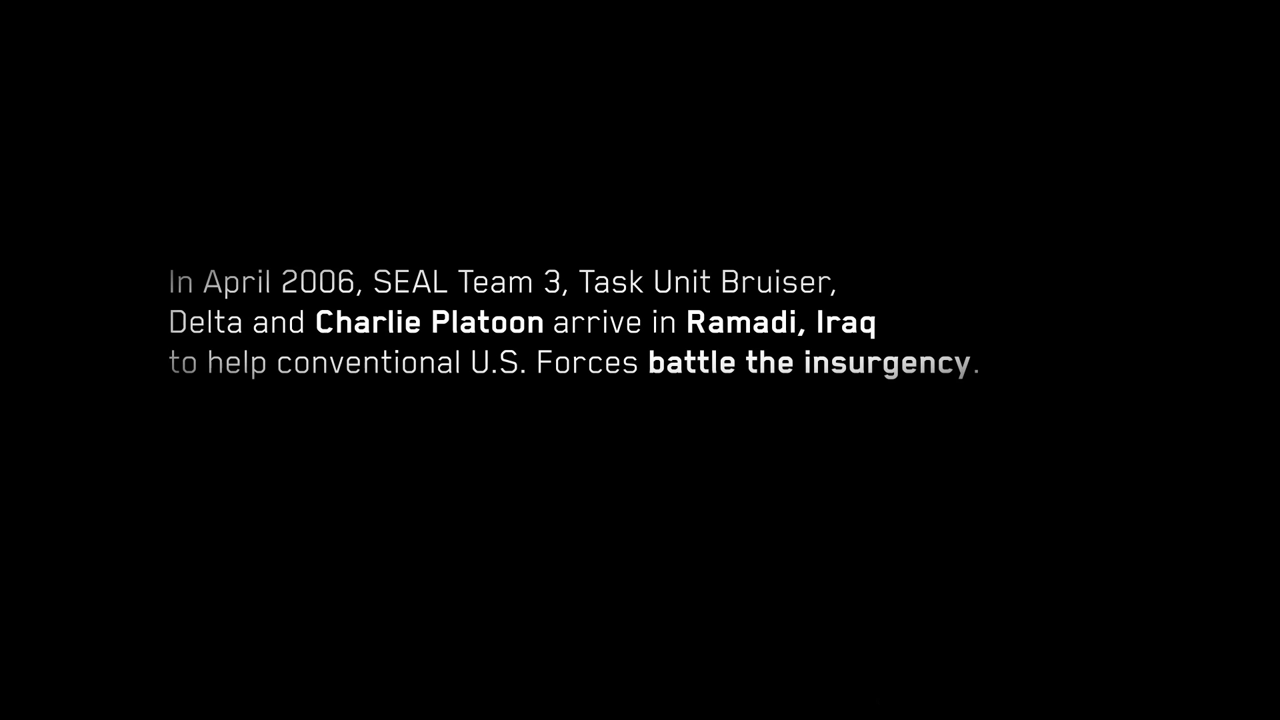 In April 2006, SEAL Team 3, Task Unit Bruiser,
Delta and Charlie Platoon arrive in Ramadi, Iraq
to help conventional U.S. Forces battle the insurgency.